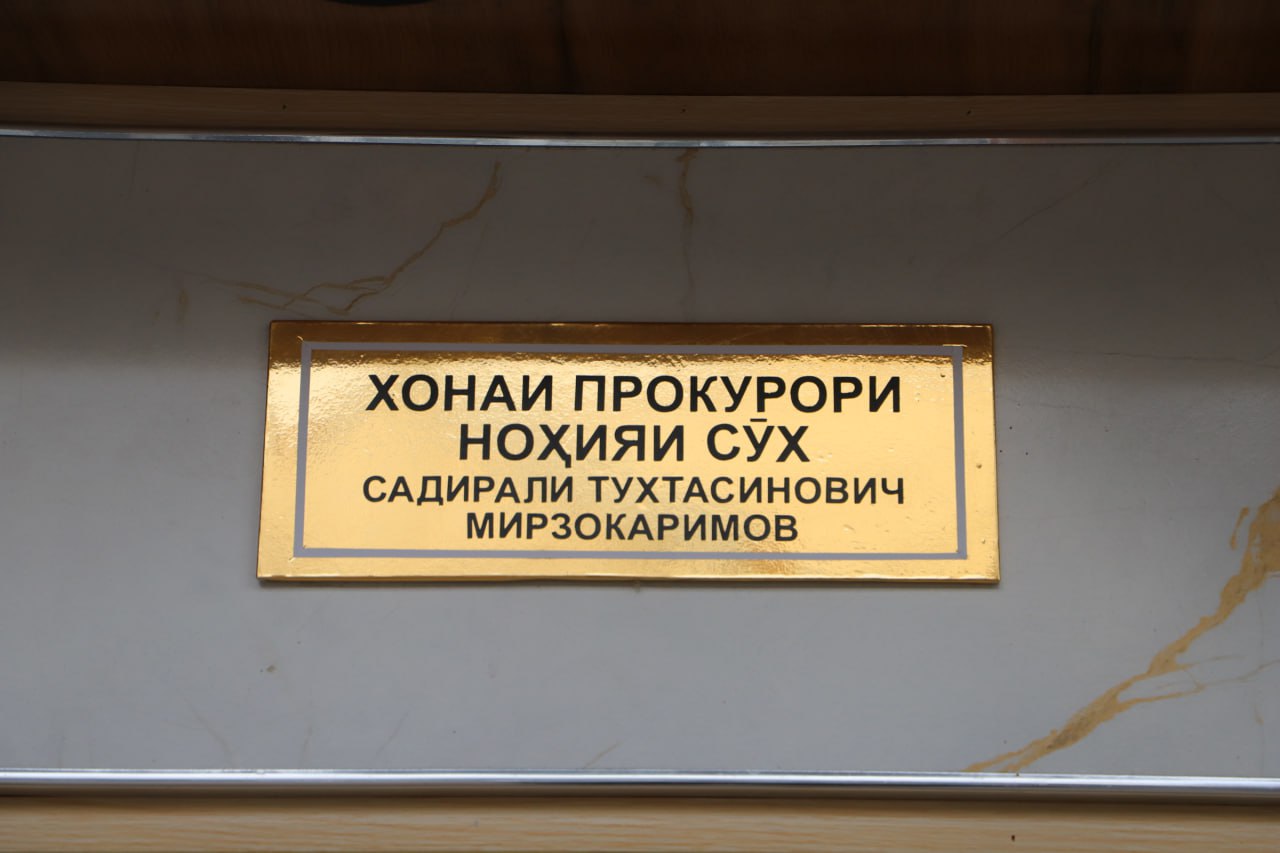 ХОНАИ ПРОКУРОРИ
НОҲИЯИ СӮХ
САДИРАЛИ ТУХТАСИНОВИЧ
МИРЗОКАРИМОВ